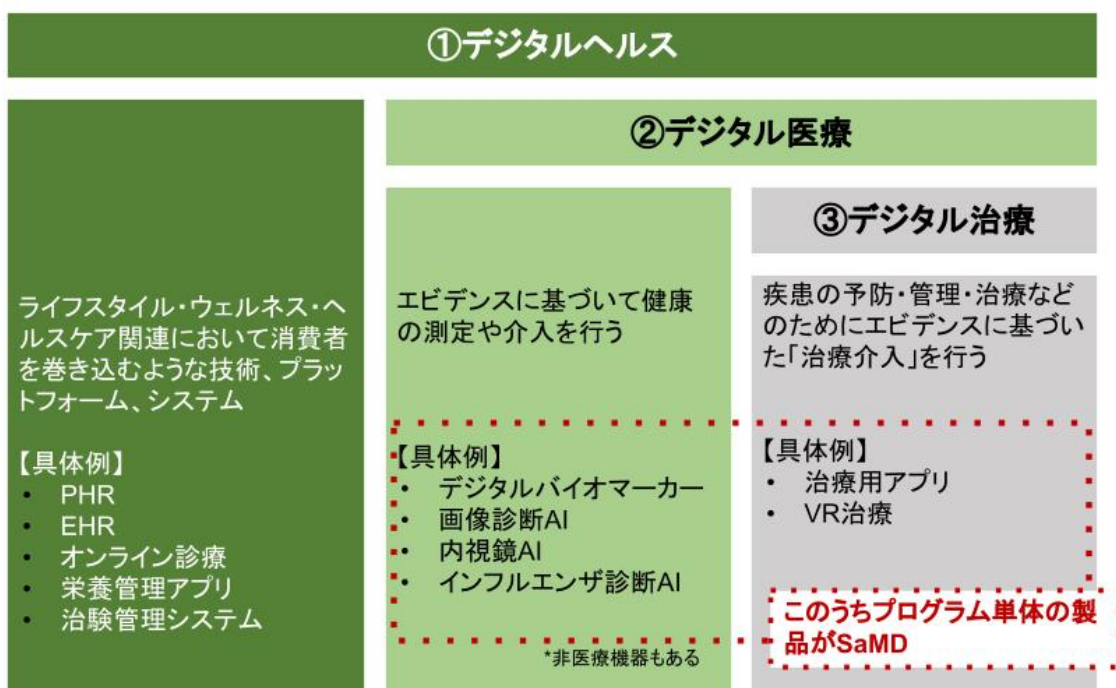 ①デジタルヘルス
②デジタル医療
③デジタル治療
ライフスタイル・ウェルネス・ヘ
ルスケア関連において消費者
を巻き込むような技術、プラッ
トフォーム、システム
【具体例】
• PHR
• EHR
• オンライン診療
• 栄養管理アプリ
• 治験管理システム
エビデンスに基づいて健康
の測定や介入を行う
【具体例】
• デジタルバイオマーカー
• 画像診断AI
• 内視鏡AI
• インフルエンザ診断AI
*非医療機器もある
疾患の予防・管理・治療など
のためにエビデンスに基づい
た「治療介入」を行う
【具体例】
• 治療用アプリ
• VR治療
このうちプログラム単体の製
品がSaMD